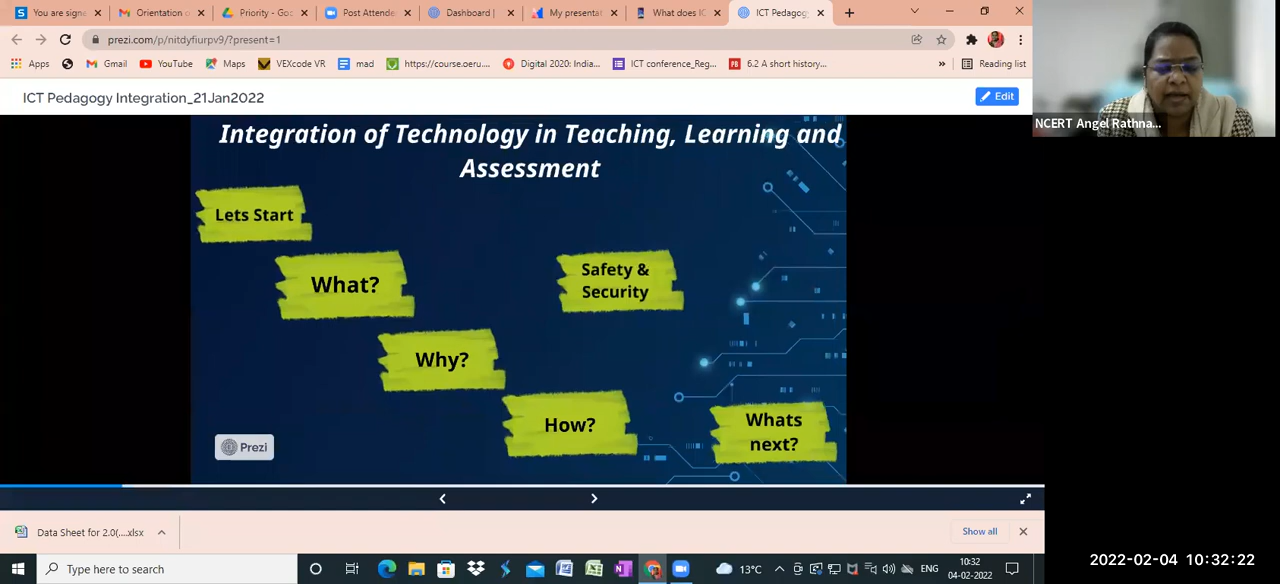 You are signe
Orientation o
Priority - Goo
Post Attende
Dashboard |
My presentat
What does IC
ICT Pedagogy
prezi.com/p/nitdyfiurpv9/?present=1
Apps
Gmail
YouTube
Maps
VEXcode VR
mad
https://course.oeru....
Digital 2020: India...
ICT conference_Reg...
6.2 A short history...
»
Reading list
ICT Pedagogy Integration_21Jan2022
Edit
NCERT Angel Rathna...
Integration of Technology in Teaching, Learning and
Assessment
Lets Start
What?
Safety &
Security
Why?
How?
Whats
next?
Prezi
Data Sheet for 2.0(....xlsx
Show all
Type here to search
13°C
ENG
10:32
04-02-2022
2022-02-04 10:32:22